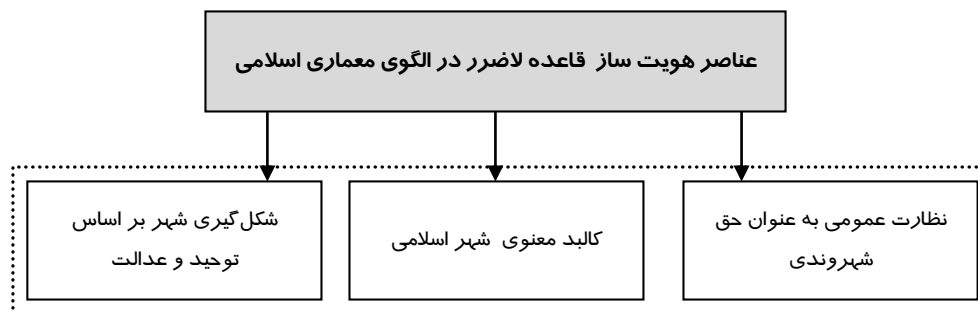 عناصر هویت ساز قاعده لاضرر در الگوی معماری اسلامی
نظارت عمومی به عنوان حق
شهروندی
کالبد معنوی شهر اسلامی
شکل گیری شهر بر اساس
توحید و عدالت